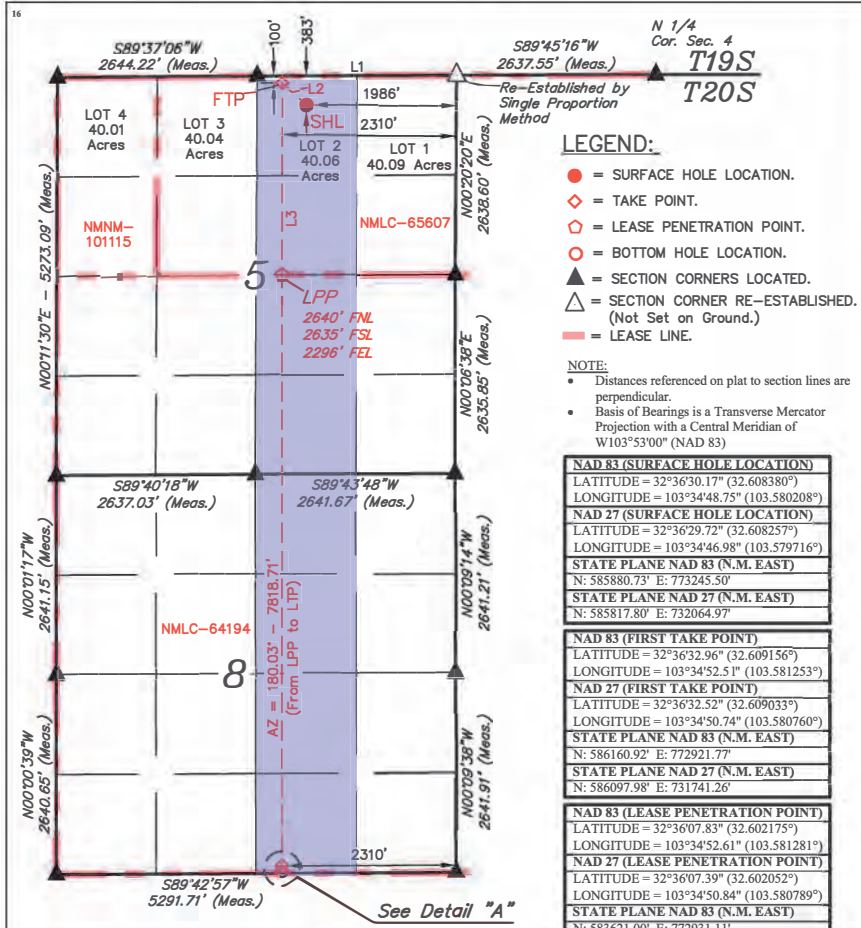 16
S89°37'06"W
2644.22' (Meas.)
100'
383'
L1
S89°45'16"W
2637.55' (Meas.)
N 1/4
Cor. Sec. 4
T19S
T20S
Re-Established by
Single Proportion
Method
FTP
L2
1986'
SHL
2310'
LOT 4
40.01
Acres
LOT 3
40.04
Acres
LOT 2
40.06
Acres
LOT 1
40.09 Acres
N00°20'20"E
2638.60' (Meas.)
NMNM-
101115
L3
NMLC-65607
5
LPP
2640' FNL
2635' FSL
2296' FEL
N00°11'30"E - 5273.09' (Meas.)
N00°06'38"E
2635.85' (Meas.)
S89°40'18"W
2637.03' (Meas.)
S89°43'48"W
2641.67' (Meas.)
N00°01'17"W
2641.15' (Meas.)
N00°09'14"W
2641.21' (Meas.)
NMLC-64194
AZ = 180.03° - 7818.71'
(From LPP to LTP)
8
N00°00'39"W
2640.65' (Meas.)
N00°09'38"W
2641.91' (Meas.)
2310'
S89°42'57"W
5291.71' (Meas.)
See Detail "A"
LEGEND:
= SURFACE HOLE LOCATION.
= TAKE POINT.
= LEASE PENETRATION POINT.
= BOTTOM HOLE LOCATION.
= SECTION CORNERS LOCATED.
= SECTION CORNER RE-ESTABLISHED.
(Not Set on Ground.)
= LEASE LINE.
NOTE:
• Distances referenced on plat to section lines are
perpendicular.
• Basis of Bearings is a Transverse Mercator
Projection with a Central Meridian of
W103°53'00" (NAD 83)
NAD 83 (SURFACE HOLE LOCATION)
LATITUDE = 32°36'30.17" (32.608380°)
LONGITUDE = 103°34'48.75" (103.580208°)
NAD 27 (SURFACE HOLE LOCATION)
LATITUDE = 32°36'29.72" (32.608257°)
LONGITUDE = 103°34'46.98" (103.579716°)
STATE PLANE NAD 83 (N.M. EAST)
N: 585880.73' E: 773245.50'
STATE PLANE NAD 27 (N.M. EAST)
N: 585817.80' E: 732064.97'
NAD 83 (FIRST TAKE POINT)
LATITUDE = 32°36'32.96" (32.609156°)
LONGITUDE = 103°34'52.51" (103.581253°)
NAD 27 (FIRST TAKE POINT)
LATITUDE = 32°36'32.52" (32.609033°)
LONGITUDE = 103°34'50.74" (103.580760°)
STATE PLANE NAD 83 (N.M. EAST)
N: 586160.92' E: 772921.77'
STATE PLANE NAD 27 (N.M. EAST)
N: 586097.98' E: 731741.26'
NAD 83 (LEASE PENETRATION POINT)
LATITUDE = 32°36'07.83" (32.602175°)
LONGITUDE = 103°34'52.61" (103.581281°)
NAD 27 (LEASE PENETRATION POINT)
LATITUDE = 32°36'07.39" (32.602052°)
LONGITUDE = 103°34'50.84" (103.580789°)
STATE PLANE NAD 83 (N.M. EAST)
N: 583621.00' E: 772931.11'